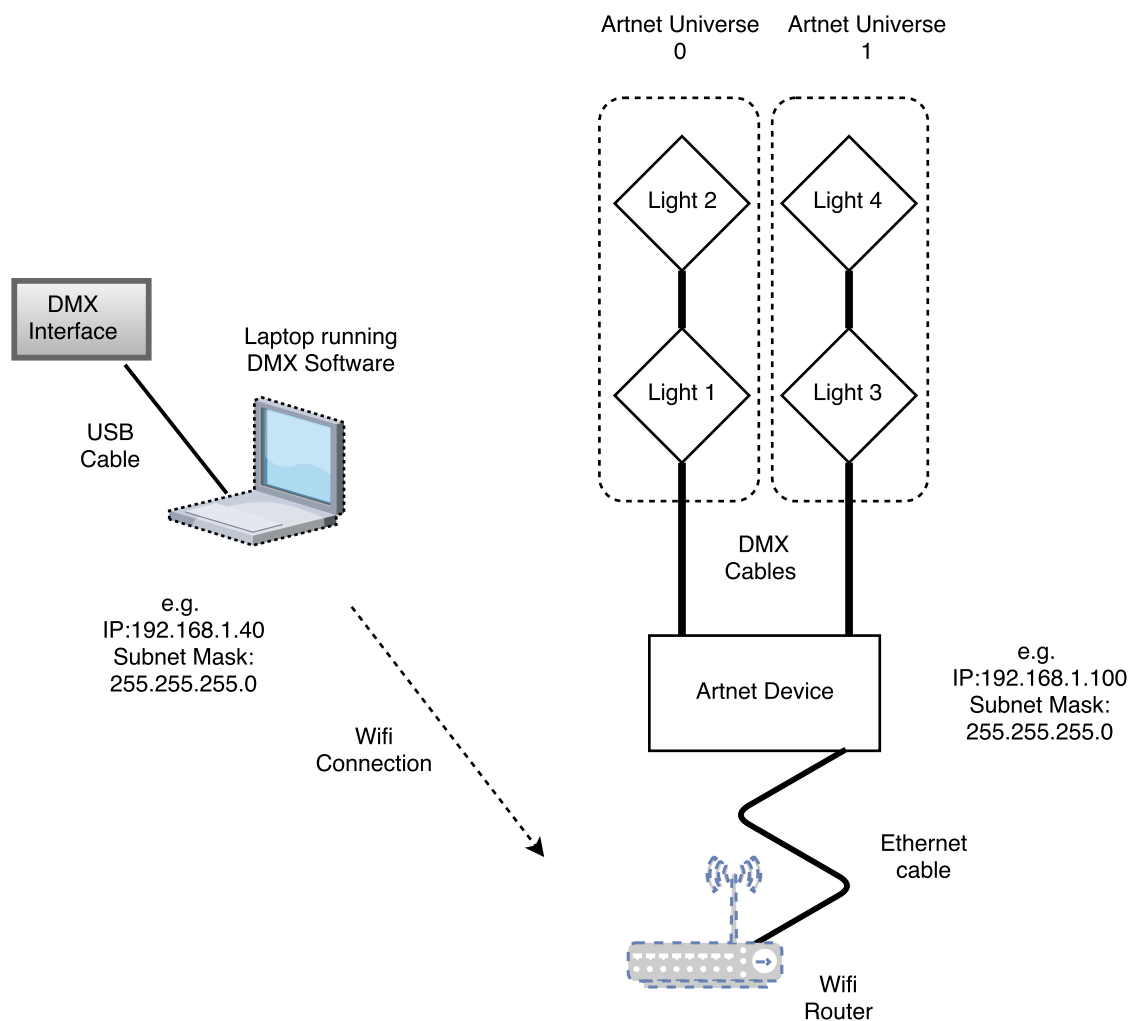 Artnet Universe
0
Artnet Universe
1
Light 2
Light 4
DMX
Interface
Laptop running
DMX Software
Light 1
Light 3
USB
Cable
DMX
Cables
e.g.
IP:192.168.1.40
Subnet Mask:
255.255.255.0
Artnet Device
e.g.
IP:192.168.1.100
Subnet Mask:
255.255.255.0
Wifi
Connection
Ethernet
cable
Wifi
Router